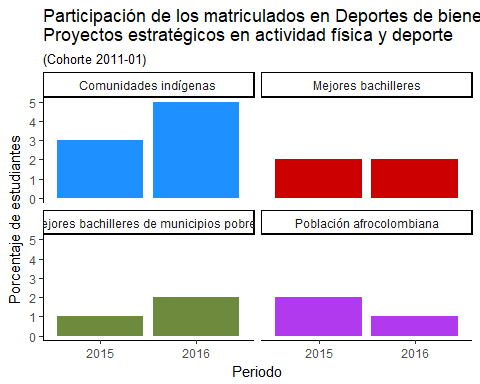 Participación de los matriculados en Deportes de biene
Proyectos estratégicos en actividad física y deporte
(Cohorte 2011-01)
Comunidades indígenas
Mejores bachilleres
5
4
3
2
1
0
ejores bachilleres de municipios pobre
Población afrocolombiana
5
4
3
2
1
0
Porcentaje de estudiantes
2015
2016
2015
2016
Periodo